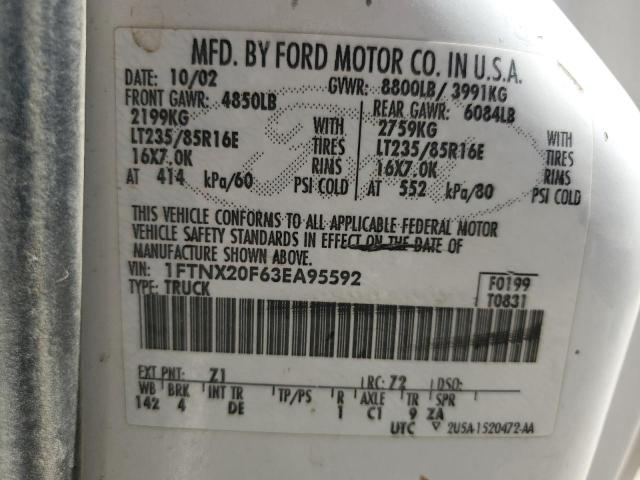 MFD. BY FORD MOTOR CO. IN U.S.A.
DATE: 10/02 GVWR: 8800LB/ 3991KG
FRONT GAWR: 4850LB REAR GAWR: 6084LB
2199KG WITH 2759KG WITH
LT235/85R16E TIRES LT235/85R16E TIRES
16X7.0K RIMS 16X7.0K RIMS
AT 414 kPa/60 PSI COLD AT 552 kPa/80 PSI COLD
THIS VEHICLE CONFORMS TO ALL APPLICABLE FEDERAL MOTOR
VEHICLE SAFETY STANDARDS IN EFFECT ON THE DATE OF
MANUFACTURE SHOWN ABOVE.
VIN: 1FTNX20F63EA95592 F0199
TYPE: TRUCK T0831
EXT PNT: Z1 RC: Z2 DSO:
WB BRK INT TR TP/PS R AXLE TR SPR
142 4 DE 1 C1 9 ZA
UTC ▽ 2U5A-1520472-AA